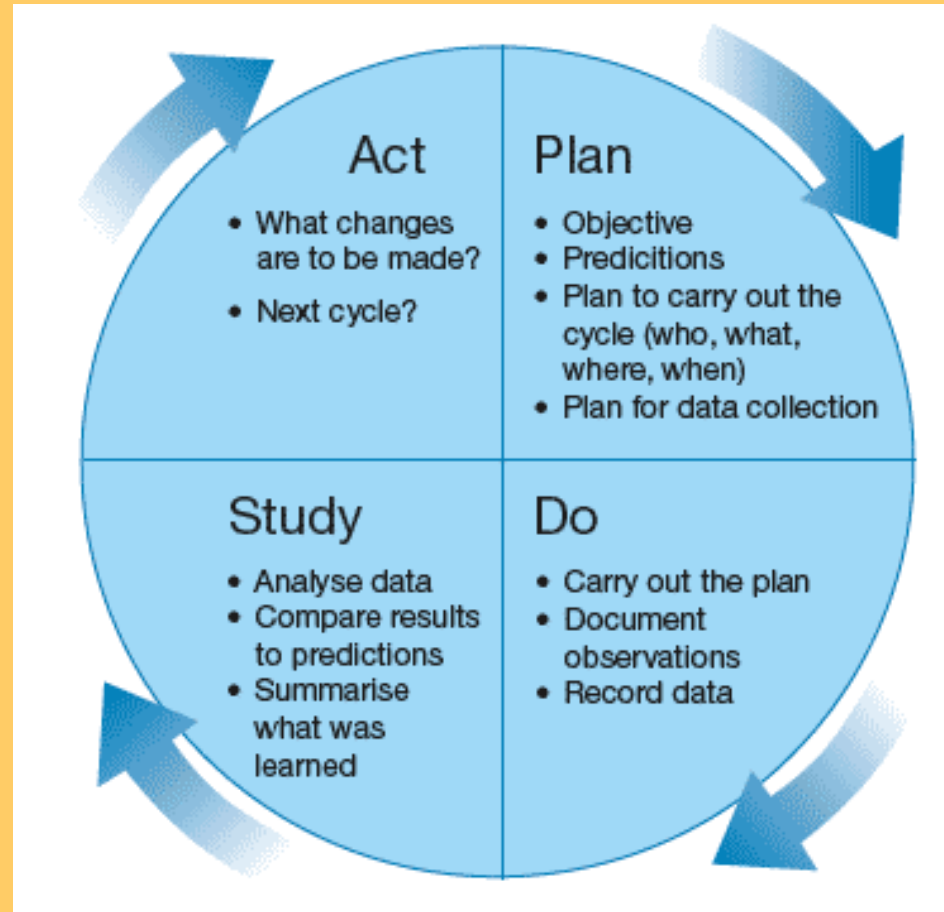 Act
• What changes
are to be made?
• Next cycle?
Plan
• Objective
• Predicitions
• Plan to carry out the
cycle (who, what,
where, when)
• Plan for data collection
Study
• Analyse data
• Compare results
to predictions
• Summarise
what was
learned
Do
• Carry out the plan
• Document
observations
• Record data